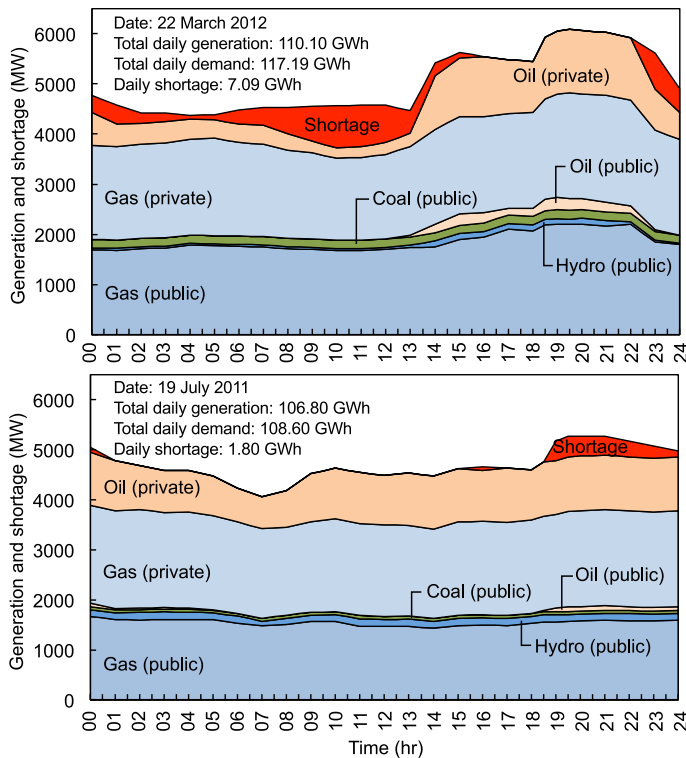 Date: 22 March 2012
Total daily generation: 110.10 GWh
Total daily demand: 117.19 GWh
Daily shortage: 7.09 GWh
Generation and shortage (MW)
6000
5000
4000
3000
2000
1000
0
Oil (private)
Shortage
Oil (public)
Gas (private)
Coal (public)
Hydro (public)
Gas (public)
00 01 02 03 04 05 06 07 08 09 10 11 12 13 14 15 16 17 18 19 20 21 22 23 24
Date: 19 July 2011
Total daily generation: 106.80 GWh
Total daily demand: 108.60 GWh
Daily shortage: 1.80 GWh
Generation and shortage (MW)
6000
5000
4000
3000
2000
1000
0
Shortage
Oil (private)
Gas (private)
Coal (public)
Oil (public)
Hydro (public)
Gas (public)
00 01 02 03 04 05 06 07 08 09 10 11 12 13 14 15 16 17 18 19 20 21 22 23 24
Time (hr)